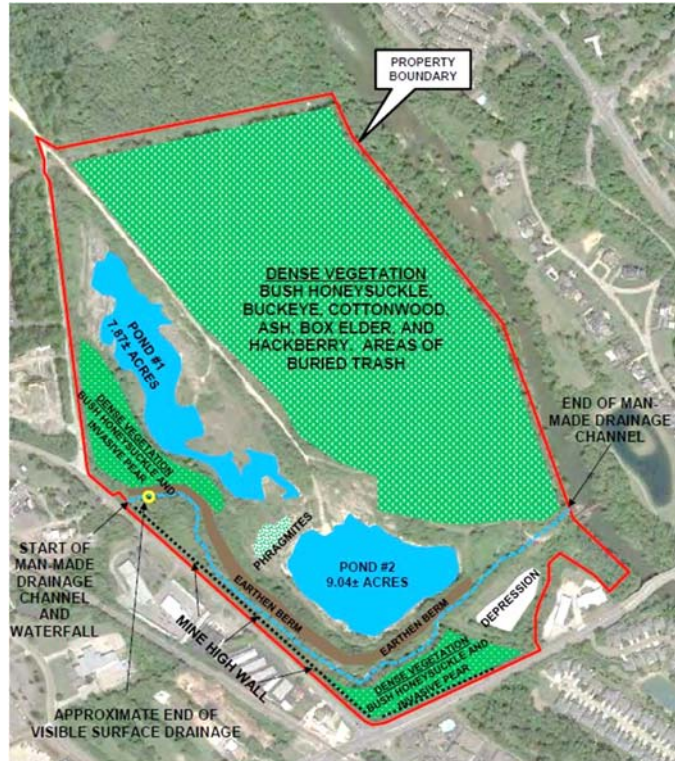 PROPERTY
BOUNDARY
DENSE VEGETATION
BUSH HONEYSUCKLE,
BUCKEYE, COTTONWOOD,
ASH, BOX ELDER, AND
HACKBERRY. AREAS OF
BURIED TRASH
POND #1
7.87± ACRES
DENSE VEGETATION
BUSH HONEYSUCKLE AND
INVASIVE PEAR
END OF MAN-
MADE DRAINAGE
CHANNEL
PHRAGMITES
POND #2
9.04± ACRES
START OF
MAN-MADE
DRAINAGE
CHANNEL
AND
WATERFALL
EARTHEN BERM
EARTHEN BERM
DEPRESSION
MINE HIGH WALL
DENSE VEGETATION
BUSH HONEYSUCKLE AND
INVASIVE PEAR
APPROXIMATE END OF
VISIBLE SURFACE DRAINAGE